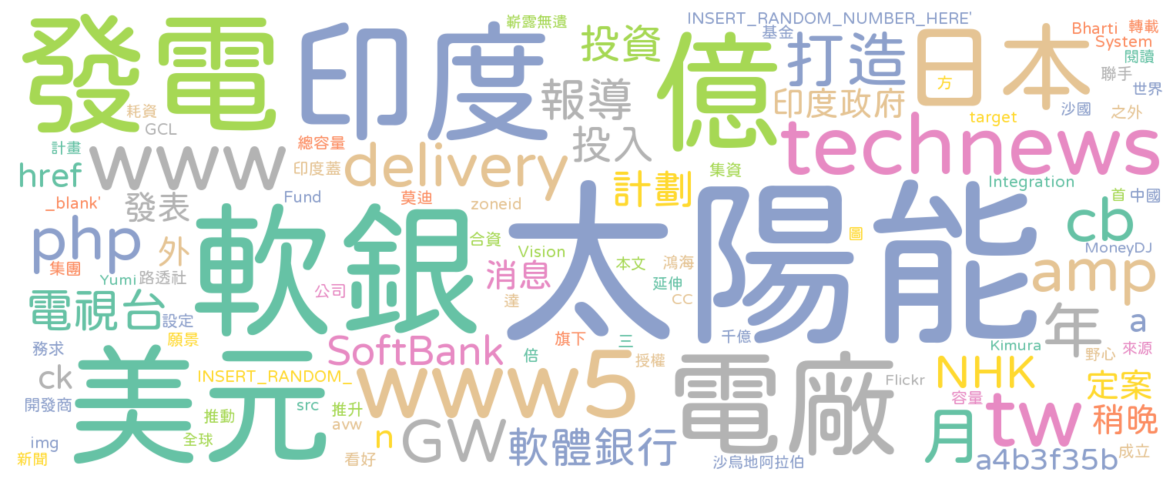 嶄露無遺
INSERT_RANDOM_NUMBER_HERE'
基金
Bharti
轉載
System
發電
印度
投資
億
打造
日本
閱讀
聯手
世界
方
報導
印度政府
沙國
之外
耗資
GCL
總容量
target
technews
計畫
www
印度蓋
delivery
投入
集資
href
計劃
Integration
首
中國
_blank'
發表
Fund
莫迪
zoneid
太陽能
cb
php
外
軟銀
合資
Vision
圖
MoneyDJ
集團
Yumi
路透社
消息
本文
鴻海
延伸
amp
電視台
設定
公司
達
CC
年
a
願景
千億
務求
SoftBank
倍
旗下
三
Kimura
野心
來源
美元
www5
授權
電廠
Flickr
NHK
定案
ck
INSERT_RANDOM_
容量
開發商
src
推動
推升
tw
稍晚
avw
月
img
全球
n
GW
軟體銀行
新聞
看好
沙烏地阿拉伯
a4b3f35b
成立